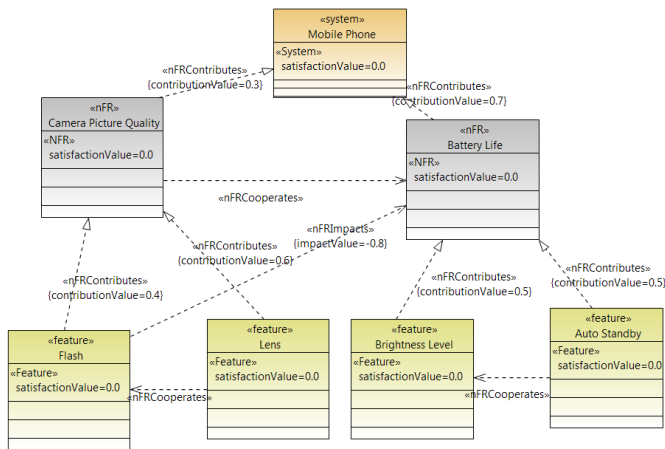 «system»
Mobile Phone
«System»
satisfactionValue=0.0
«nFRContributes»
{contributionValue=0.3}
«nFRContributes»
{contributionValue=0.7}
«nFR»
Camera Picture Quality
«NFR»
satisfactionValue=0.0
«nFR»
Battery Life
«NFR»
satisfactionValue=0.0
«nFRCooperates»
«nFRImpacts»
{impactValue=-0.8}
«nFRContributes»
{contributionValue=0.6}
«nFRContributes»
{contributionValue=0.4}
«nFRContributes»
{contributionValue=0.5}
«nFRContributes»
{contributionValue=0.5}
«feature»
Flash
«Feature»
satisfactionValue=0.0
«feature»
Lens
«Feature»
satisfactionValue=0.0
«feature»
Brightness Level
«Feature»
satisfactionValue=0.0
«feature»
Auto Standby
«Feature»
satisfactionValue=0.0
«nFRCooperates»
«nFRCooperates»